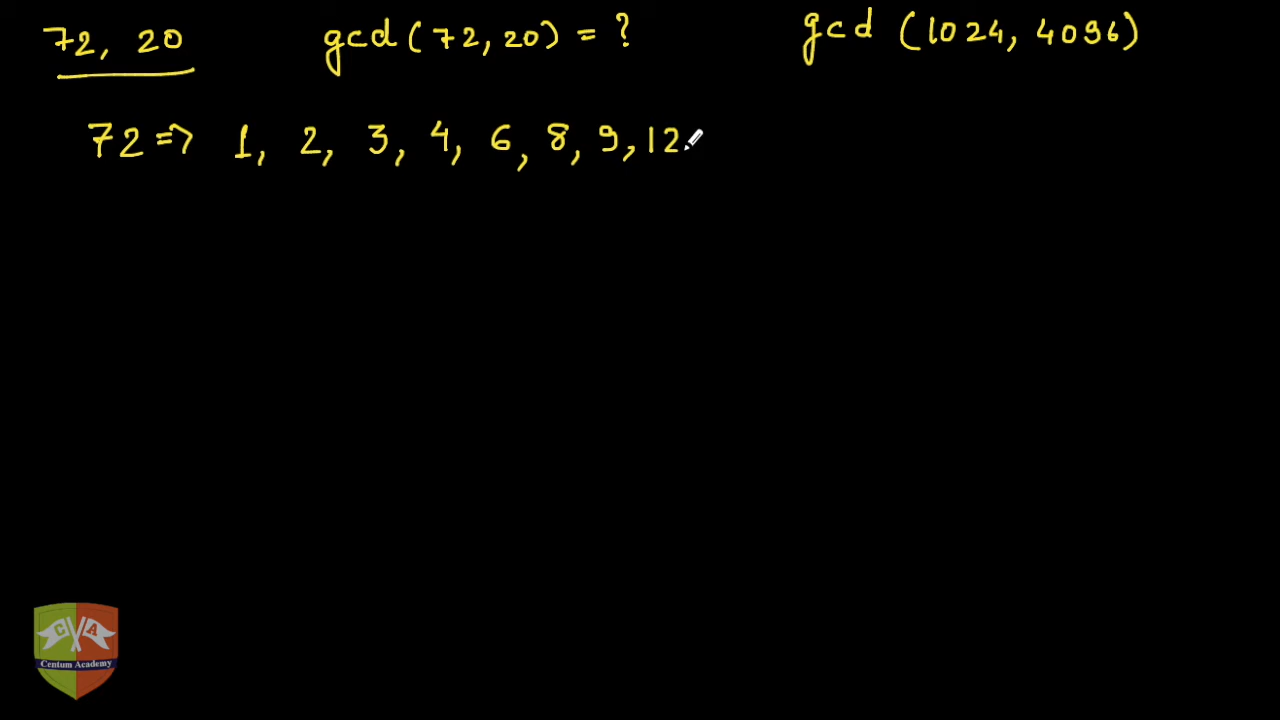 72, 20 gcd(72,20) = ? gcd (1024, 4096)
72 => 1, 2, 3, 4, 6, 8, 9, 12
C A
Centum Academy